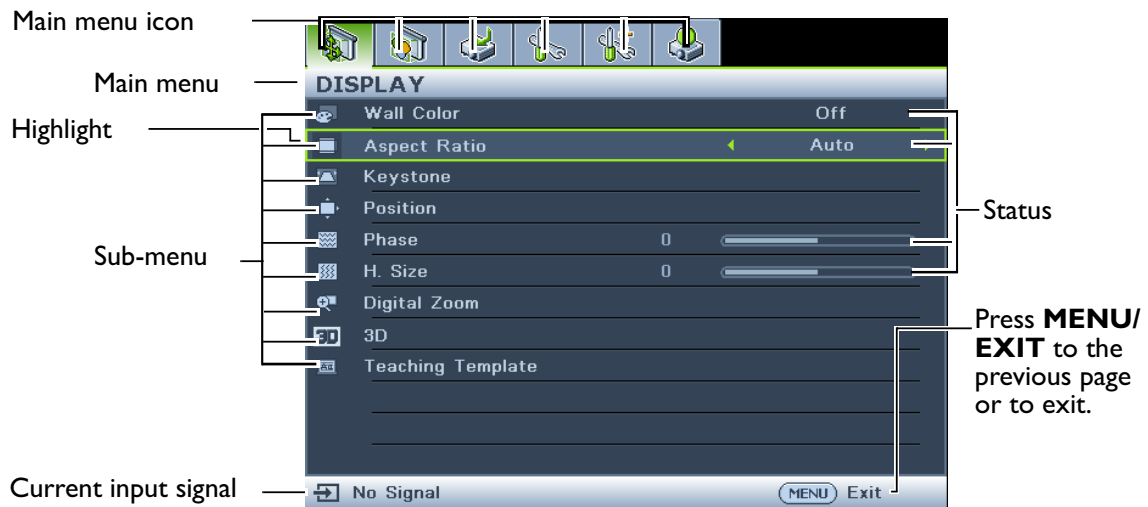 Main menu icon
Main menu
DISPLAY
Wall Color Off
Highlight
Aspect Ratio Auto
Keystone
Position
Status
Phase 0
Sub-menu
H. Size 0
Digital Zoom
3D 3D
Teaching Template
Press MENU/
EXIT to the
previous page
or to exit.
Current input signal
No Signal
MENU Exit